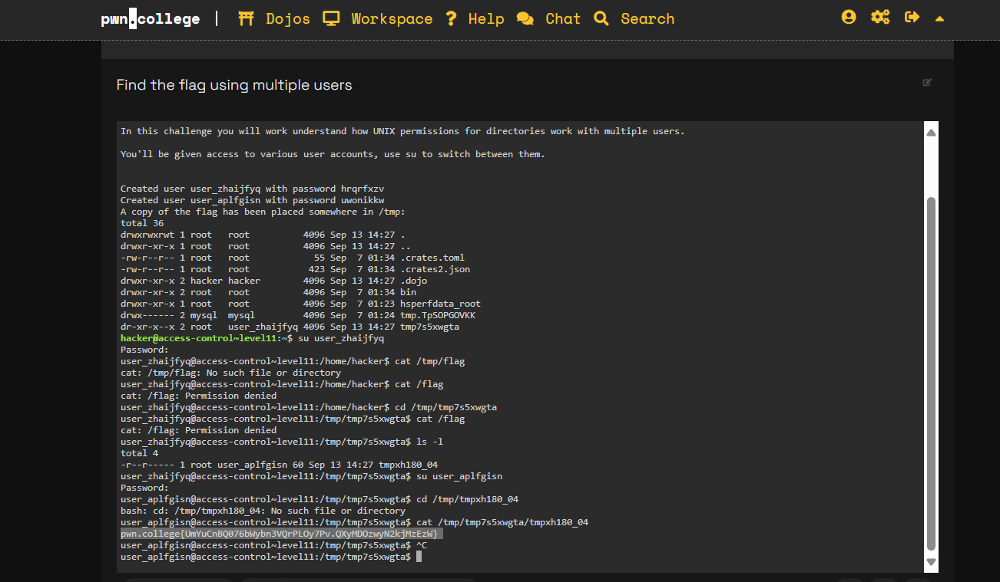 pwn.college | Dojos Workspace ? Help Chat Search
Find the flag using multiple users
In this challenge you will work understand how UNIX permissions for directories work with multiple users.
You'll be given access to various user accounts, use su to switch between them.
Created user user_zhaijfyq with password hrqrfxzv
Created user user_aplfgisn with password uwonikkw
A copy of the flag has been placed somewhere in /tmp:
total 36
drwxrwxrwt 1 root   root          4096 Sep 13 14:27 .
drwxr-xr-x 1 root   root          4096 Sep 13 14:27 ..
-rw-r--r-- 1 root   root            55 Sep  7 01:34 .crates.toml
-rw-r--r-- 1 root   root           423 Sep  7 01:34 .crates2.json
drwxr-xr-x 2 hacker hacker        4096 Sep 13 14:27 .dojo
drwxr-xr-x 2 root   root          4096 Sep  7 01:34 bin
drwxr-xr-x 1 root   root          4096 Sep  7 01:23 hsperfdata_root
drwx------ 2 mysql  mysql         4096 Sep  7 01:24 tmp.TpSOPGOVKK
dr-xr-x--x 2 root   user_zhaijfyq 4096 Sep 13 14:27 tmp7s5xwgta
hacker@access-control~level11:~$ su user_zhaijfyq
Password:
user_zhaijfyq@access-control~level11:/home/hacker$ cat /tmp/flag
cat: /tmp/flag: No such file or directory
user_zhaijfyq@access-control~level11:/home/hacker$ cat /flag
cat: /flag: Permission denied
user_zhaijfyq@access-control~level11:/home/hacker$ cd /tmp/tmp7s5xwgta
user_zhaijfyq@access-control~level11:/tmp/tmp7s5xwgta$ cat /flag
cat: /flag: Permission denied
user_zhaijfyq@access-control~level11:/tmp/tmp7s5xwgta$ ls -l
total 4
-r--r----- 1 root user_aplfgisn 60 Sep 13 14:27 tmpxh180_04
user_zhaijfyq@access-control~level11:/tmp/tmp7s5xwgta$ su user_aplfgisn
Password:
user_aplfgisn@access-control~level11:/tmp/tmp7s5xwgta$ cd /tmp/tmpxh180_04
bash: cd: /tmp/tmpxh180_04: No such file or directory
user_aplfgisn@access-control~level11:/tmp/tmp7s5xwgta$ cat /tmp/tmp7s5xwgta/tmpxh180_04
pwn.college{UmYuCnBQ076bWybn3VQrPLOy7Pv.QXyMDOzwyN2kjMzEzW}
user_aplfgisn@access-control~level11:/tmp/tmp7s5xwgta$ ^C
user_aplfgisn@access-control~level11:/tmp/tmp7s5xwgta$